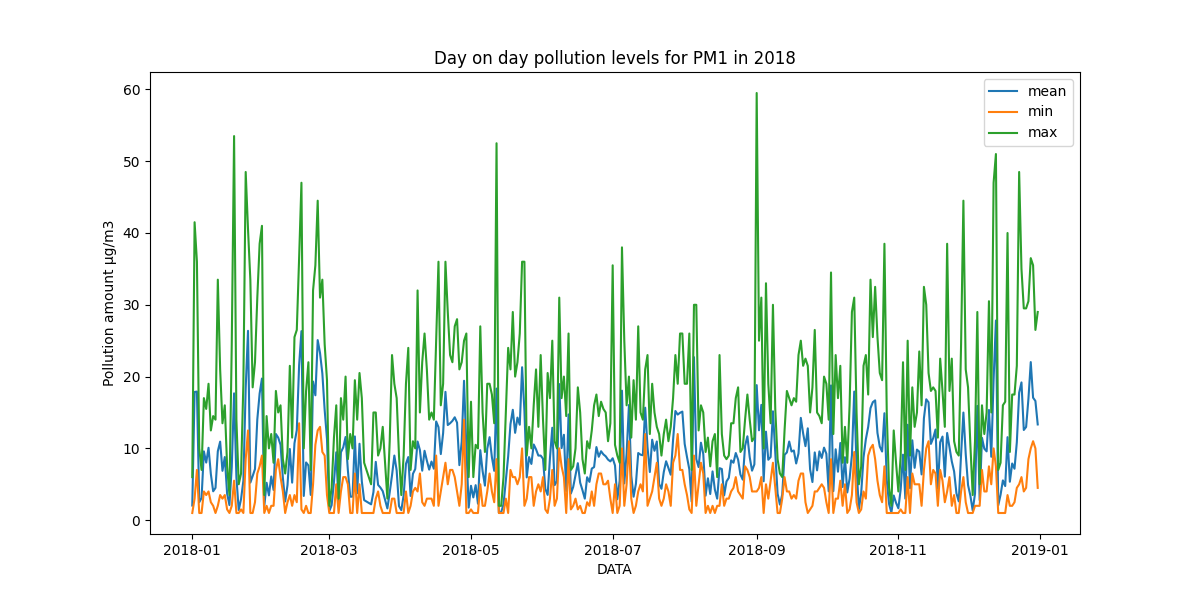 Day on day pollution levels for PM1 in 2018
60
50
40
30
20
10
0
Pollution amount µg/m3
mean
min
max
2018-01
2018-03
2018-05
2018-07
2018-09
2018-11
2019-01
DATA